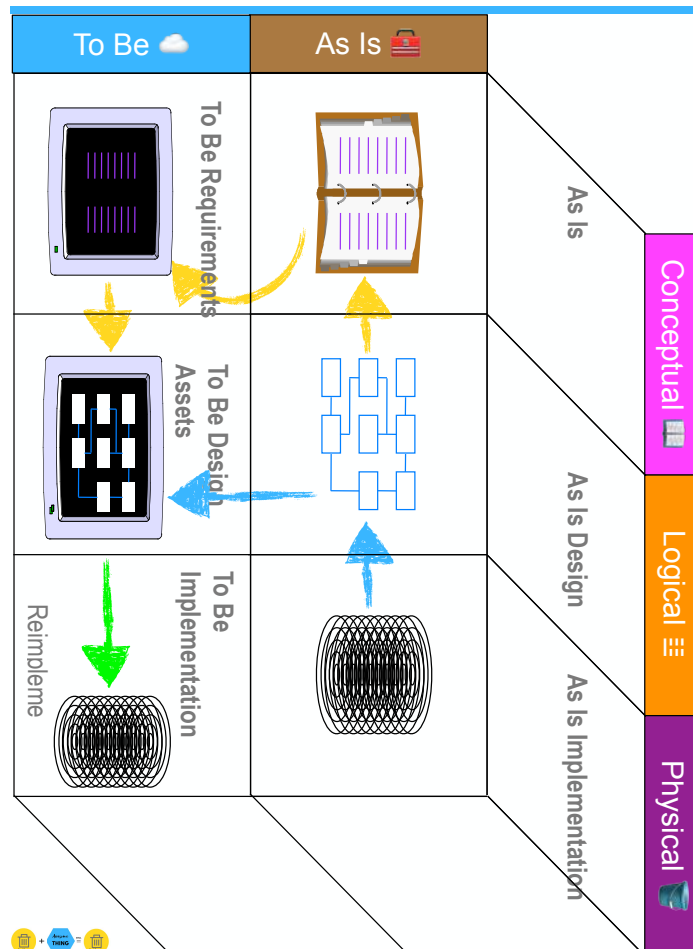 To Be
As Is
As Is
Conceptual
To Be Requirements
As Is Design
Logical
To Be Design
Assets
As Is Implementation
Physical
To Be
Implementation
Reimpleme
+
THING
=